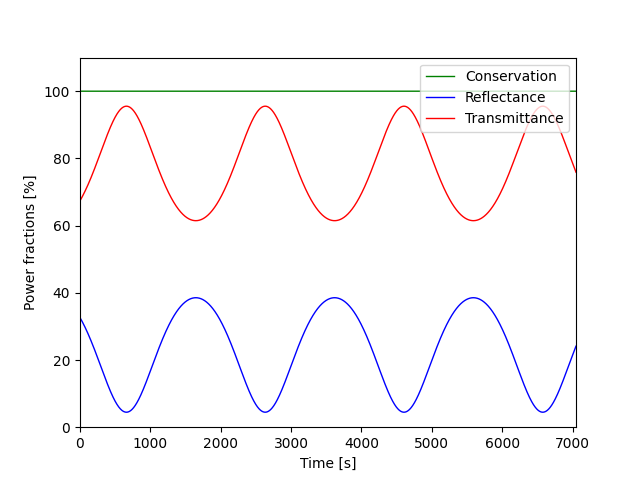 Conservation
Reflectance
Transmittance
Power fractions [%]
100
80
60
40
20
0
0 1000 2000 3000 4000 5000 6000 7000
Time [s]